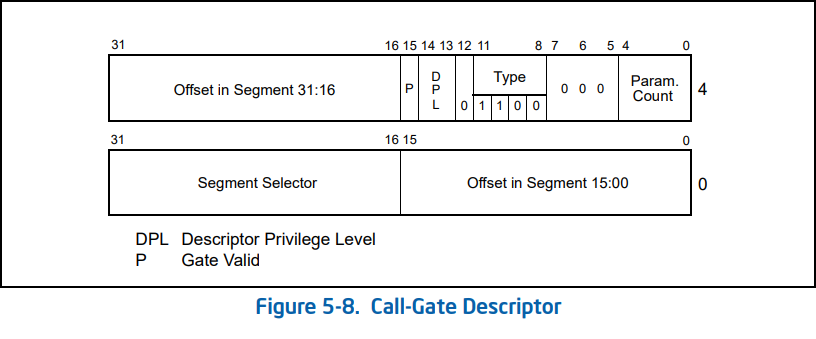 31 16 15 14 13 12 11 8 7 6 5 4 0
Offset in Segment 31:16 P D P L 0 Type 1 1 0 0 0 0 0 Param. Count 4
31 16 15 0
Segment Selector Offset in Segment 15:00 0
DPL Descriptor Privilege Level
P Gate Valid
Figure 5-8. Call-Gate Descriptor